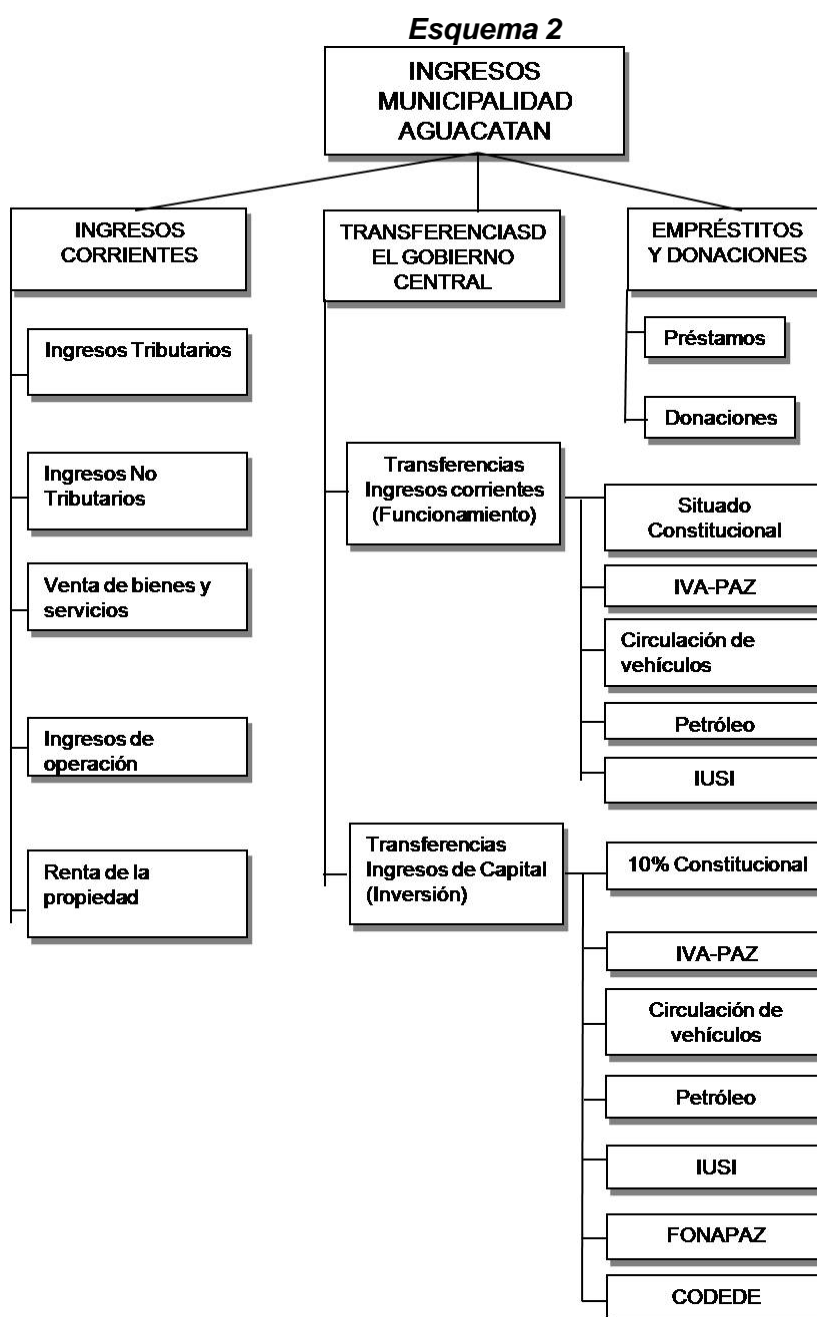 Esquema 2
INGRESOS
MUNICIPALIDAD
AGUACATAN
INGRESOS
CORRIENTES
Ingresos Tributarios
Ingresos No
Tributarios
Venta de bienes y
servicios
Ingresos de
operación
Renta de la
propiedad
TRANSFERENCIASD
EL GOBIERNO
CENTRAL
Transferencias
Ingresos corrientes
(Funcionamiento)
Situado
Constitucional
IVA-PAZ
Circulación de
vehículos
Petróleo
IUSI
Transferencias
Ingresos de Capital
(Inversión)
10% Constitucional
IVA-PAZ
Circulación de
vehículos
Petróleo
IUSI
FONAPAZ
CODEDE
EMPRÉSTITOS
Y DONACIONES
Préstamos
Donaciones